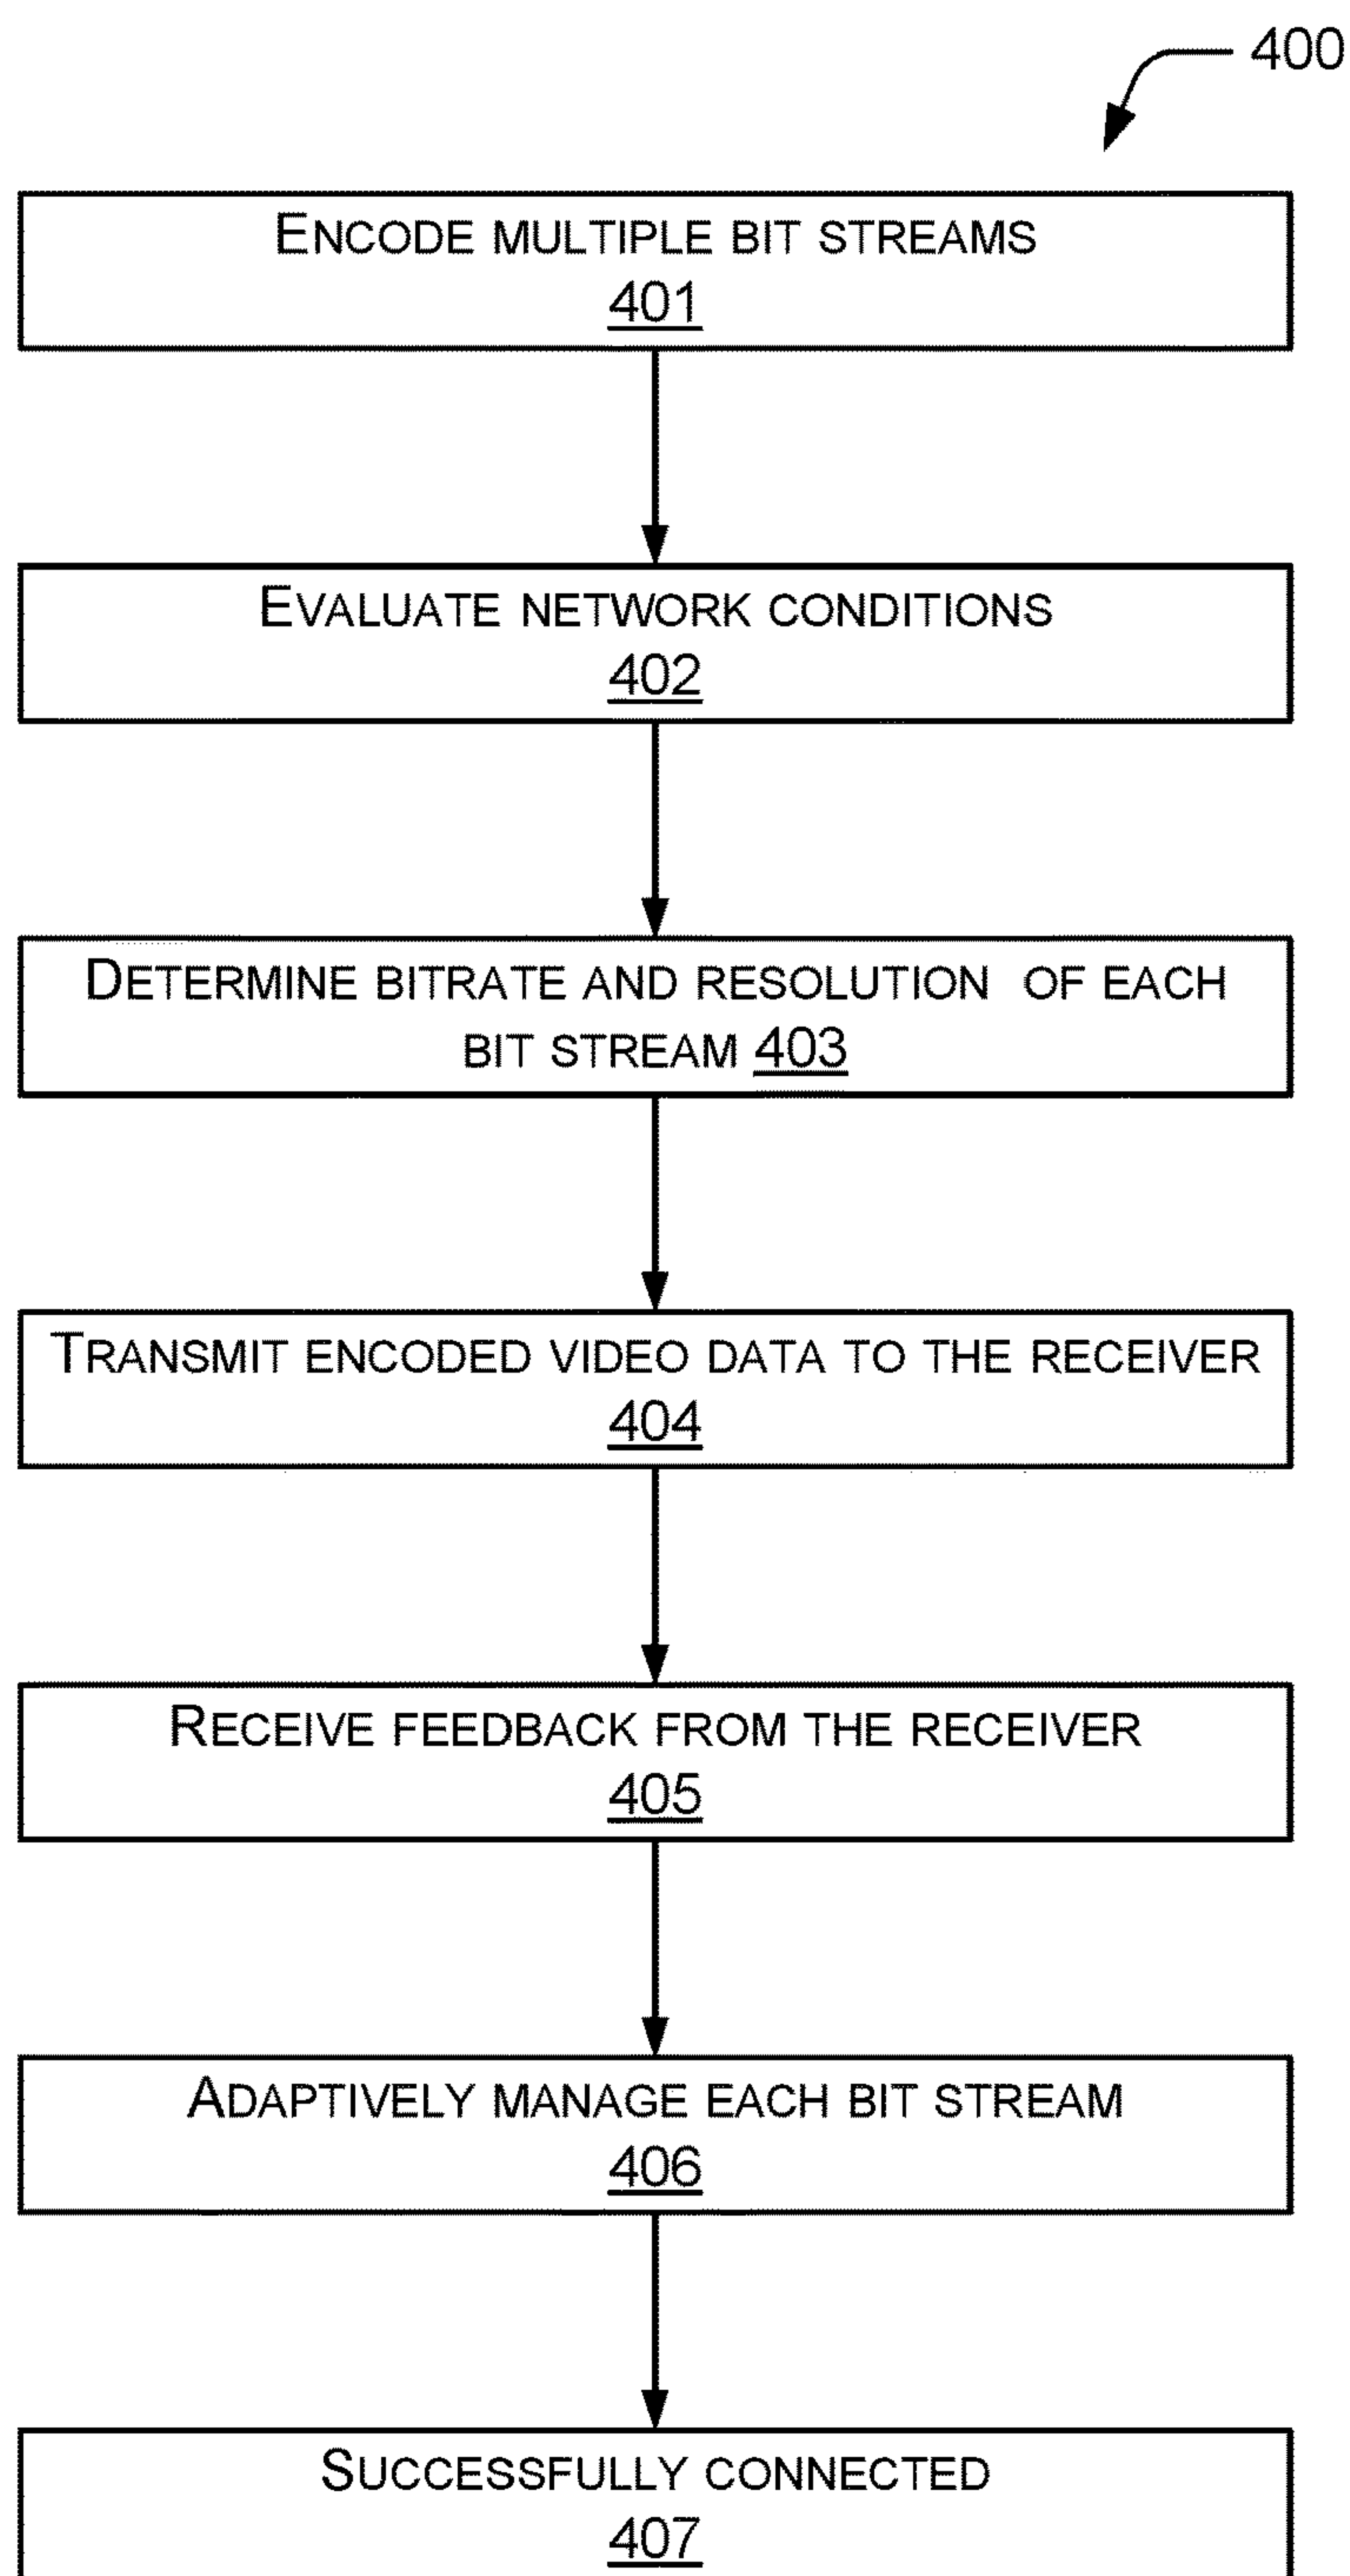 400
ENCODE MULTIPLE BIT STREAMS
401
EVALUATE NETWORK CONDITIONS
402
DETERMINE BITRATE AND RESOLUTION OF EACH
BIT STREAM 403
TRANSMIT ENCODED VIDEO DATA TO THE RECEIVER
404
RECEIVE FEEDBACK FROM THE RECEIVER
405
ADAPTIVELY MANAGE EACH BIT STREAM
406
SUCCESSFULLY CONNECTED
407